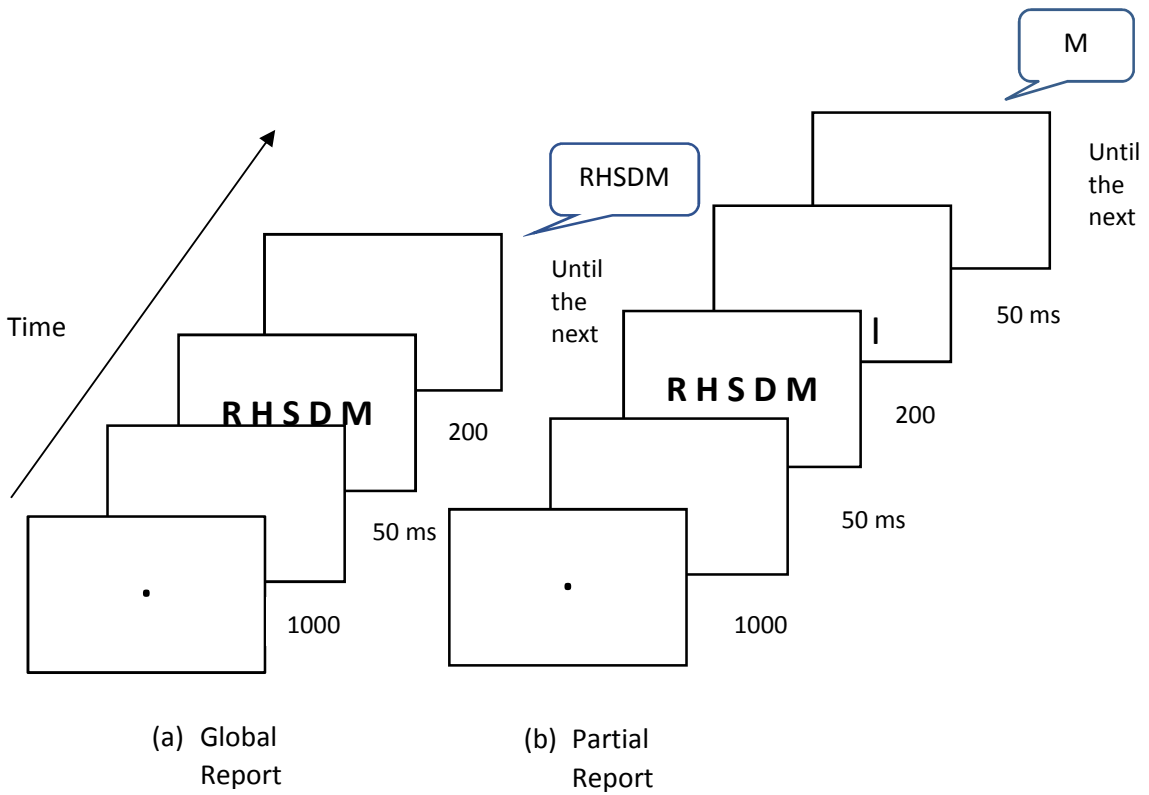 M
Until
the
next
RHSDM
Until
the
next
Time
50 ms
|
R H S D M
R H S D M
200
200
50 ms
50 ms
1000
1000
(a) Global
Report
(b) Partial
Report